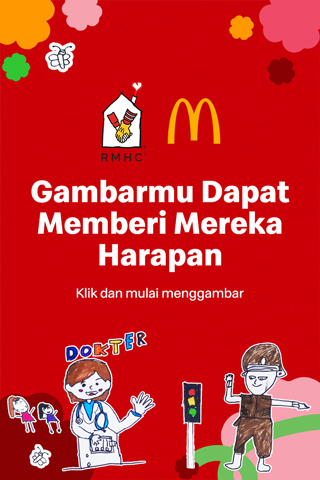 RMHC
Gambarmu Dapat
Memberi Mereka
Harapan
Klik dan mulai menggambar
DOKTER